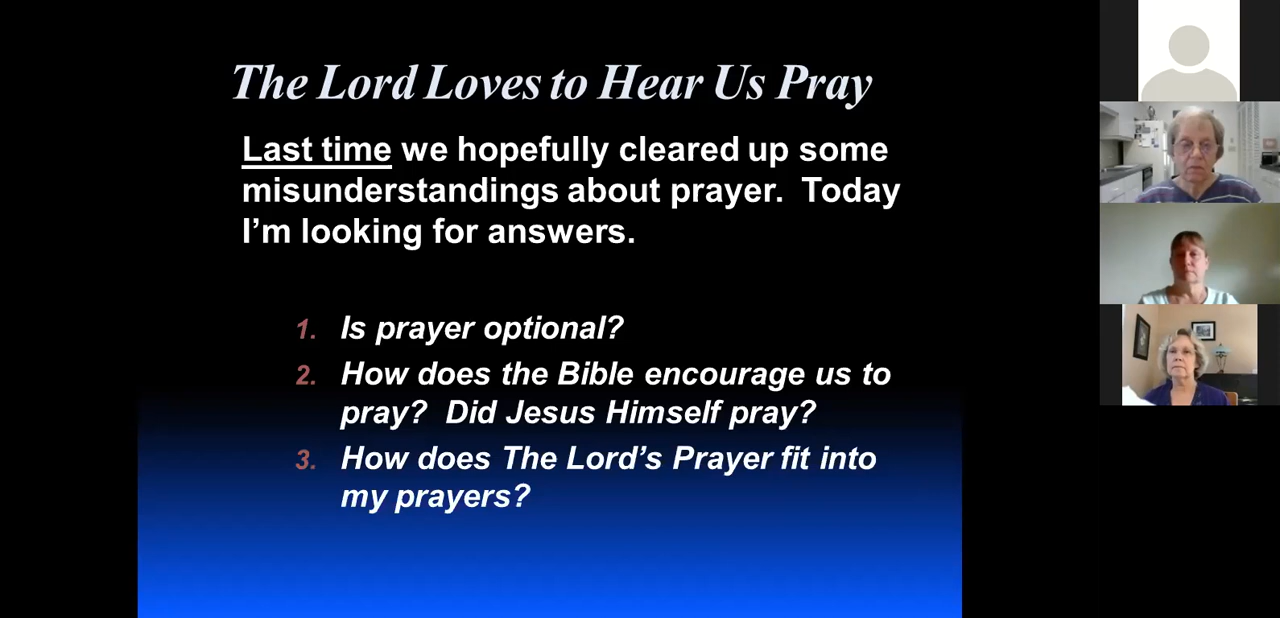 The Lord Loves to Hear Us Pray
Last time we hopefully cleared up some
misunderstandings about prayer. Today
I'm looking for answers.
1. Is prayer optional?
2. How does the Bible encourage us to
pray? Did Jesus Himself pray?
3. How does The Lord's Prayer fit into
my prayers?